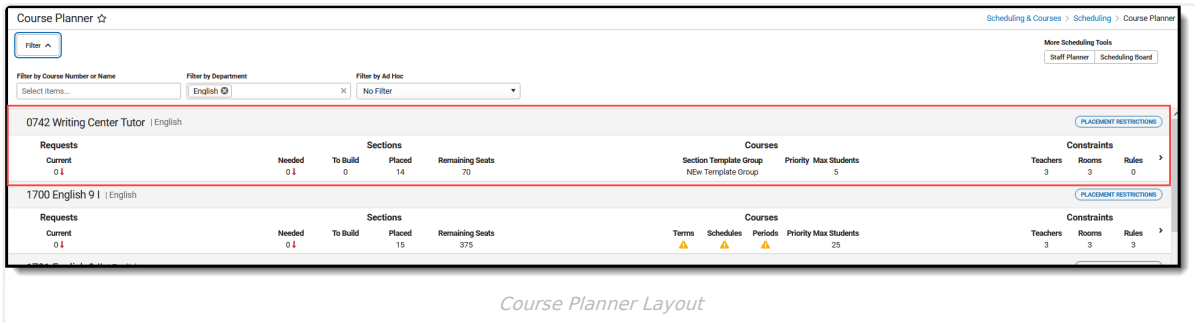 Course Planner
Scheduling & Courses > Scheduling > Course Planner
Filter
More Scheduling Tools
Staff Planner Scheduling Board
Filter by Course Number or Name Filter by Department Filter by Ad Hoc
Select items... English No Filter
0742 Writing Center Tutor | English PLACEMENT RESTRICTIONS
Requests Sections Courses Constraints
Current Needed To Build Placed Remaining Seats Section Template Group Priority Max Students Teachers Rooms Rules
0 0 0 14 70 NEw Template Group 5 3 3 0
1700 English 9 I | English PLACEMENT RESTRICTIONS
Requests Sections Courses Constraints
Current Needed To Build Placed Remaining Seats Terms Schedules Periods Priority Max Students Teachers Rooms Rules
0 0 15 375 25 3 3 3
Course Planner Layout